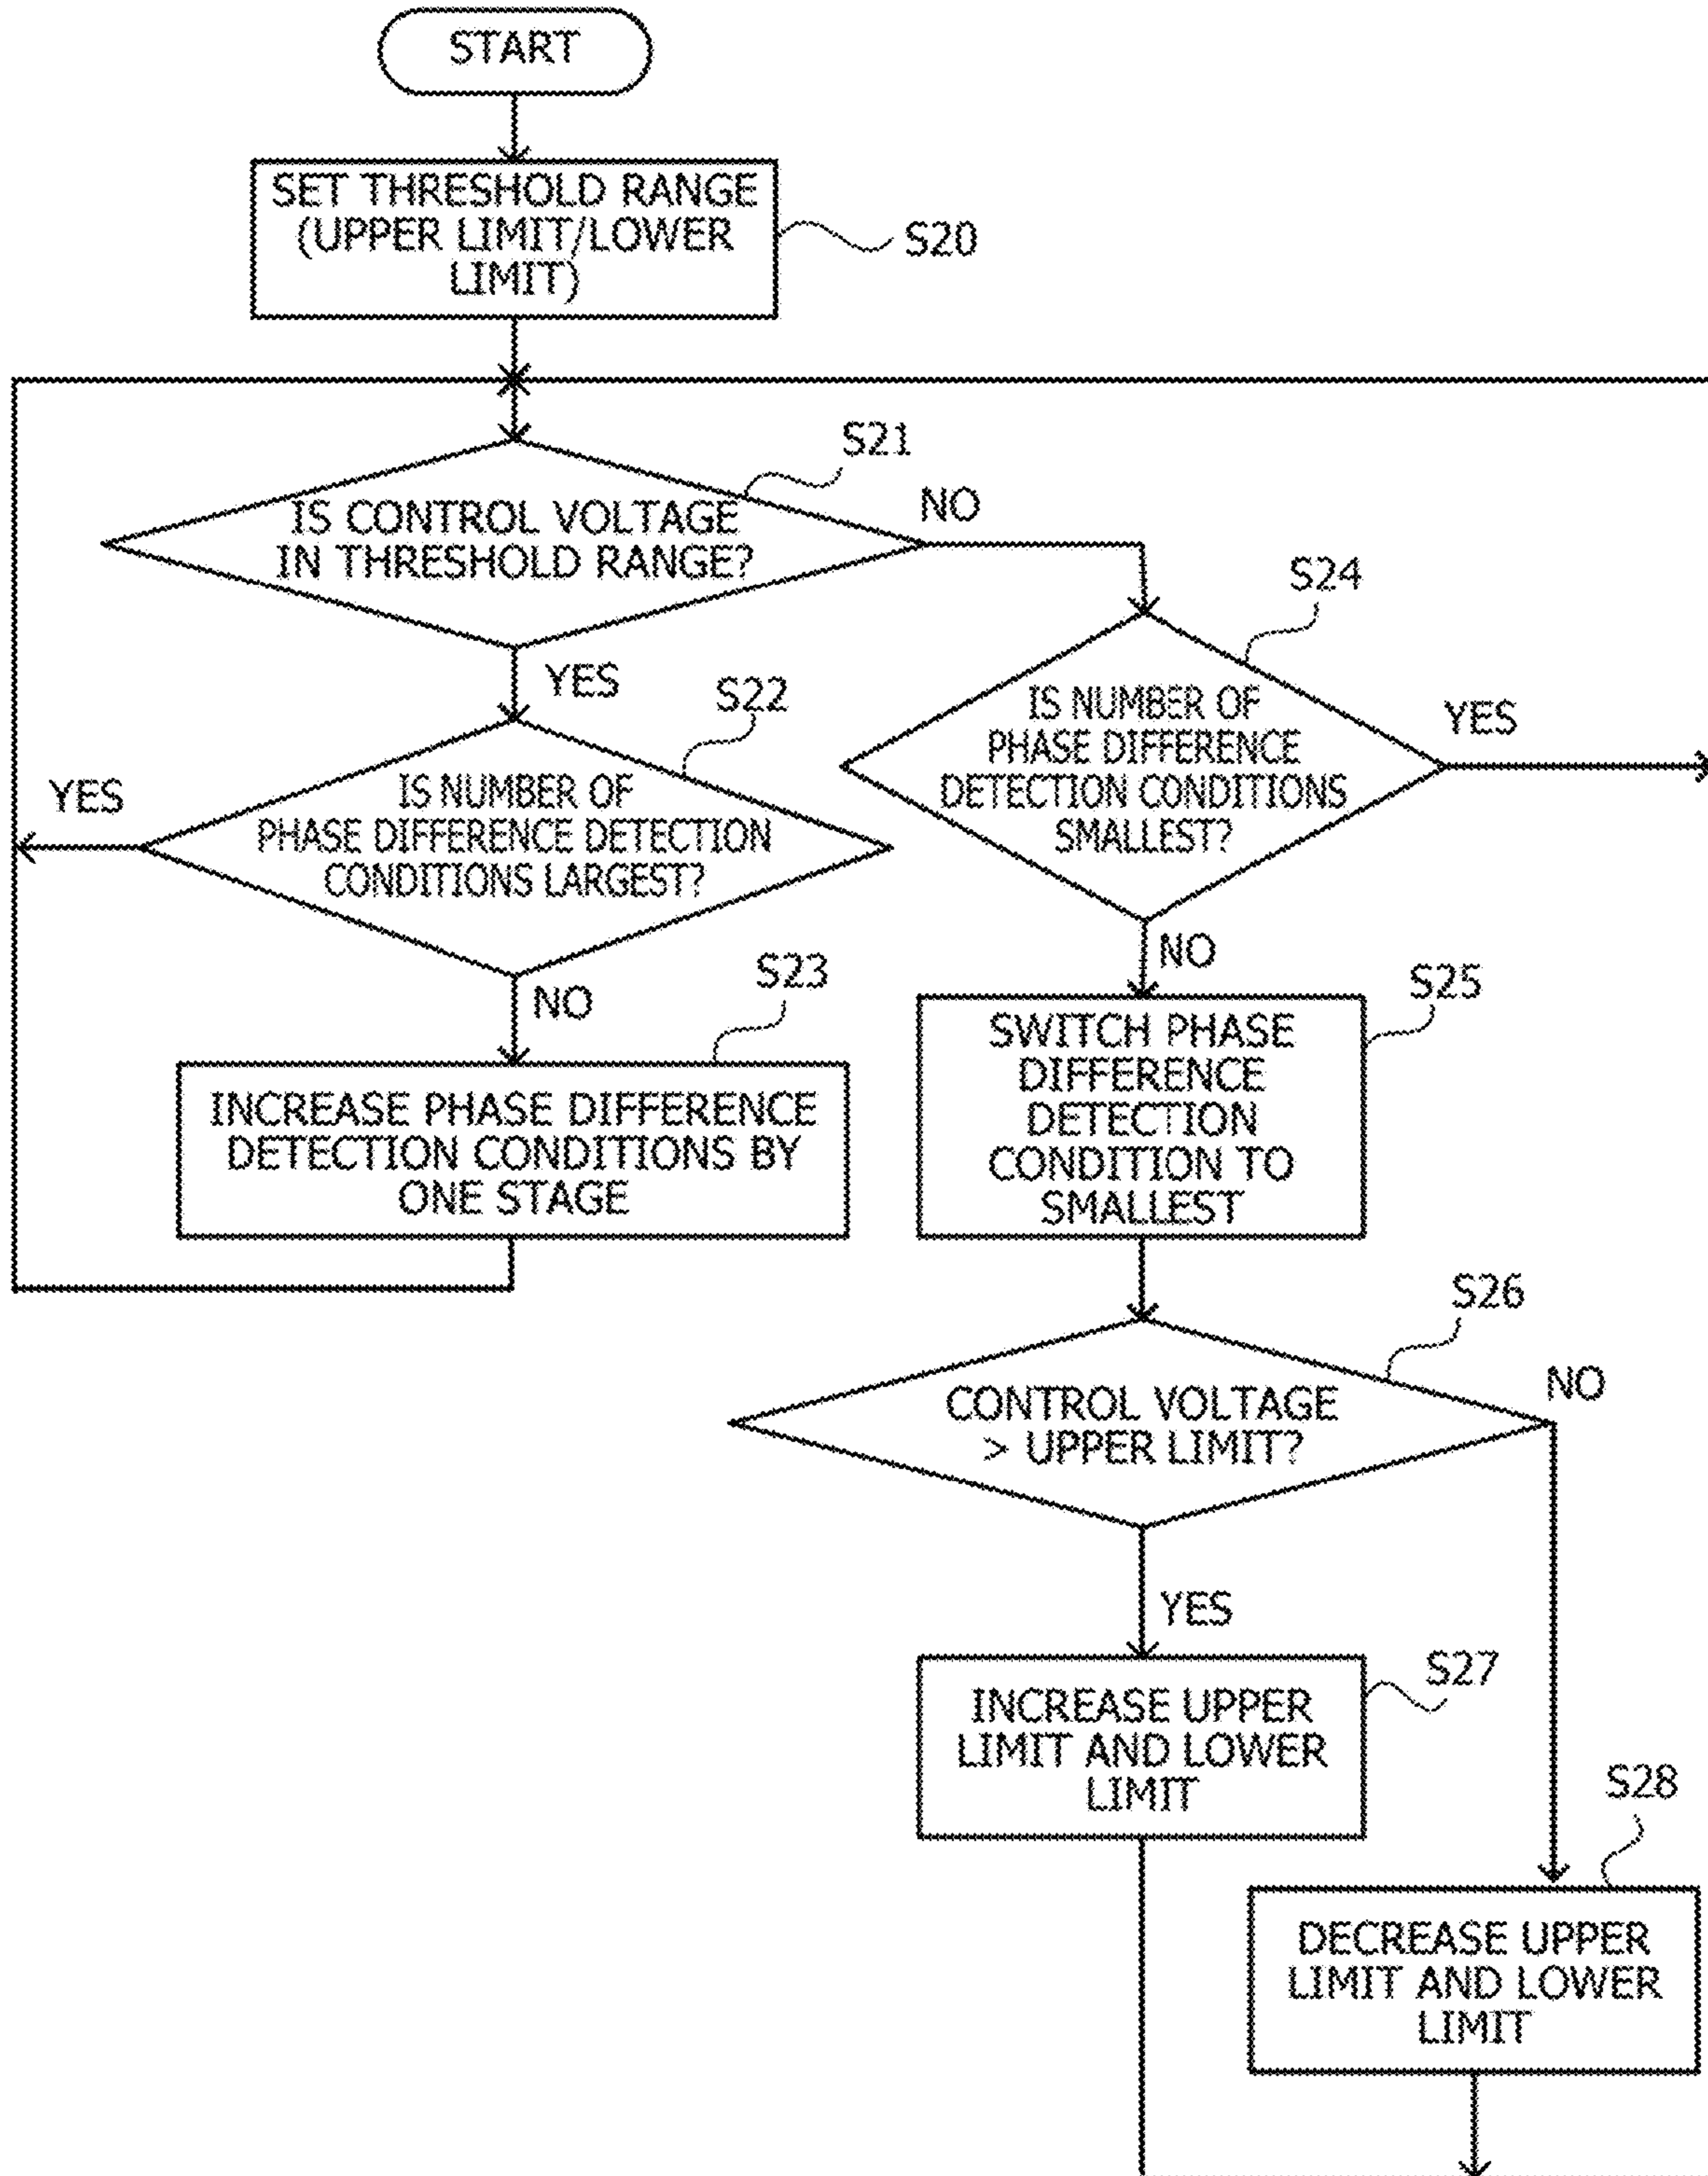 START
SET THRESHOLD RANGE
(UPPER LIMIT/LOWER
LIMIT)
S20
S21
IS CONTROL VOLTAGE
IN THRESHOLD RANGE?
NO
YES
S22
IS NUMBER OF
PHASE DIFFERENCE DETECTION
CONDITIONS LARGEST?
YES
NO
S23
INCREASE PHASE DIFFERENCE
DETECTION CONDITIONS BY
ONE STAGE
S24
IS NUMBER OF
PHASE DIFFERENCE
DETECTION CONDITIONS
SMALLEST?
YES
NO
S25
SWITCH PHASE
DIFFERENCE
DETECTION
CONDITION TO
SMALLEST
S26
CONTROL VOLTAGE
> UPPER LIMIT?
NO
YES
S27
INCREASE UPPER
LIMIT AND LOWER
LIMIT
S28
DECREASE UPPER
LIMIT AND LOWER
LIMIT